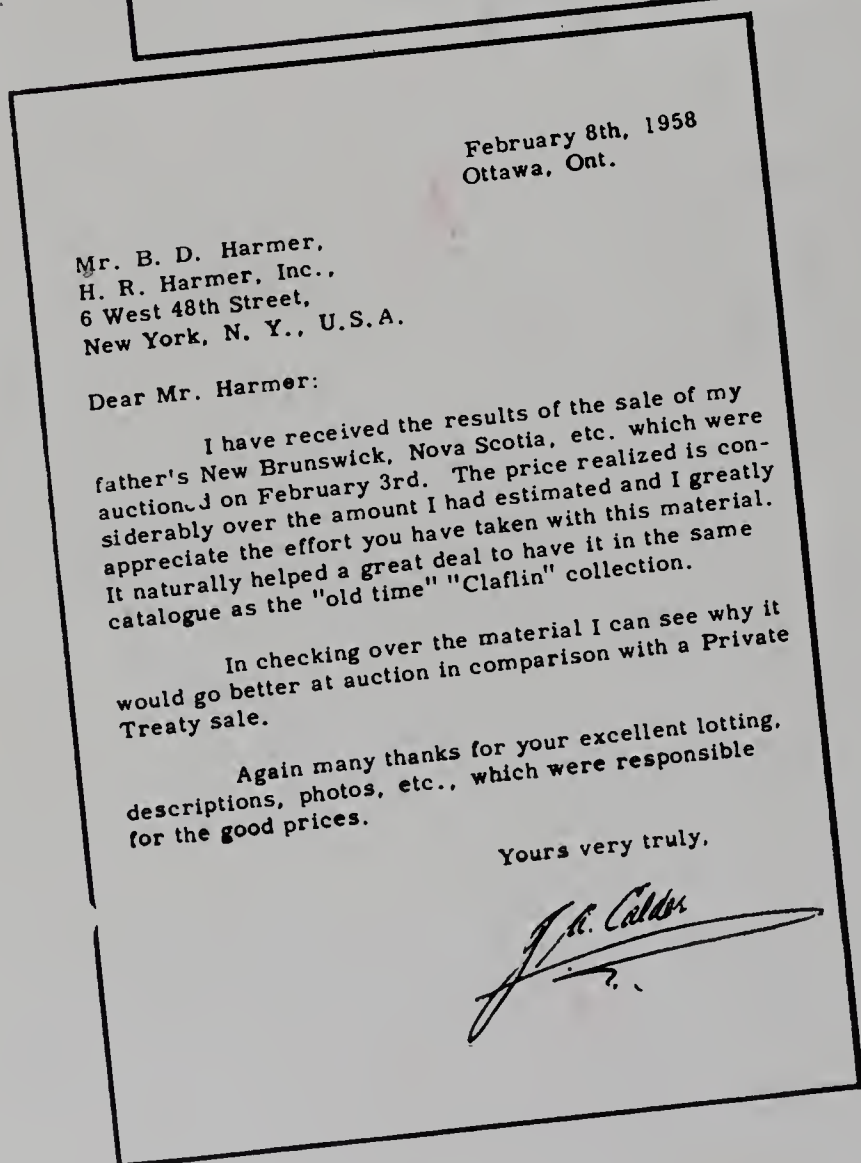 February 8th, 1958
Ottawa, Ont.
Mr. B. D. Harmer,
H. R. Harmer, Inc.,
6 West 48th Street,
New York, N. Y., U.S.A.
Dear Mr. Harmer:
I have received the results of the sale of my
father's New Brunswick, Nova Scotia, etc. which were
auctioned on February 3rd. The price realized is con-
siderably over the amount I had estimated and I greatly
appreciate the effort you have taken with this material.
It naturally helped a great deal to have it in the same
catalogue as the "old time" "Claflin" collection.
In checking over the material I can see why it
would go better at auction in comparison with a Private
Treaty sale.
Again many thanks for your excellent lotting,
descriptions, photos, etc., which were responsible
for the good prices.
Yours very truly,
J. A. Calder